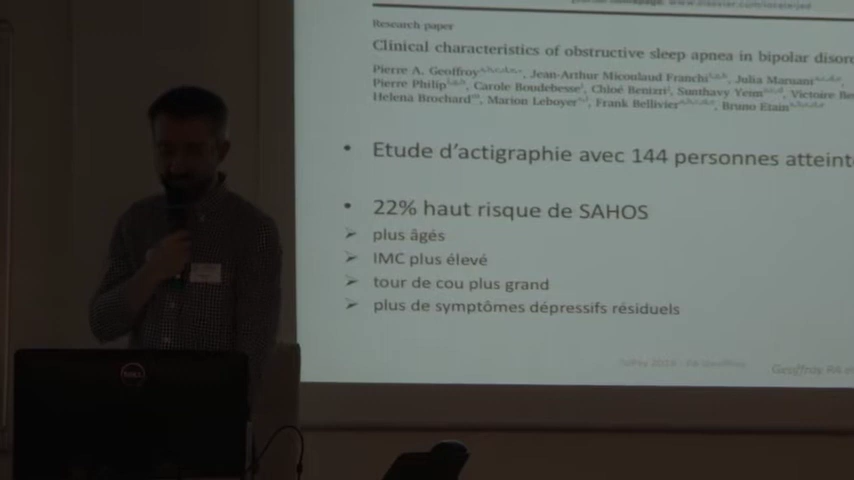 Research paper
Clinical characteristics of obstructive sleep apnea in bipolar
Pierre A. Geoffroy, Jean-Arthur Micoulaud Franchi, Julia Maruani
Pierre Philip, Carole Boudebesse, Chloé Benizri, Sunthavy Yeim, Victoire
Helena Brochard, Marion Leboyer, Frank Bellivier, Bruno Etain
• Etude d'actigraphie avec 144 personnes
• 22% haut risque de SAHOS
➢ plus âgés
➢ IMC plus élevé
➢ tour de cou plus grand
➢ plus de symptômes dépressifs résiduels
Geoffroy PA
DELL